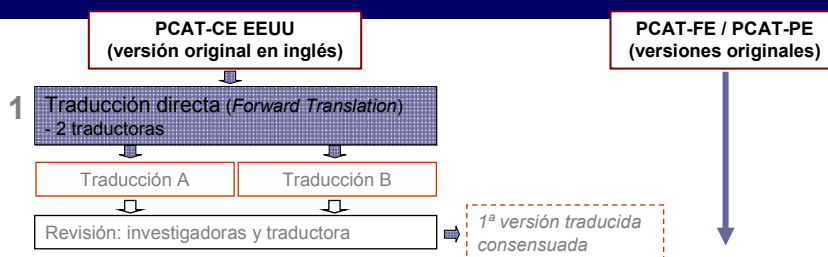 PCAT-CE EEUU
(versión original en inglés)
PCAT-FE / PCAT-PE
(versiones originales)
1
Traducción directa (Forward Translation)
- 2 traductoras
Traducción A
Traducción B
Revisión: investigadoras y traductora
1ª versión traducida
consensuada